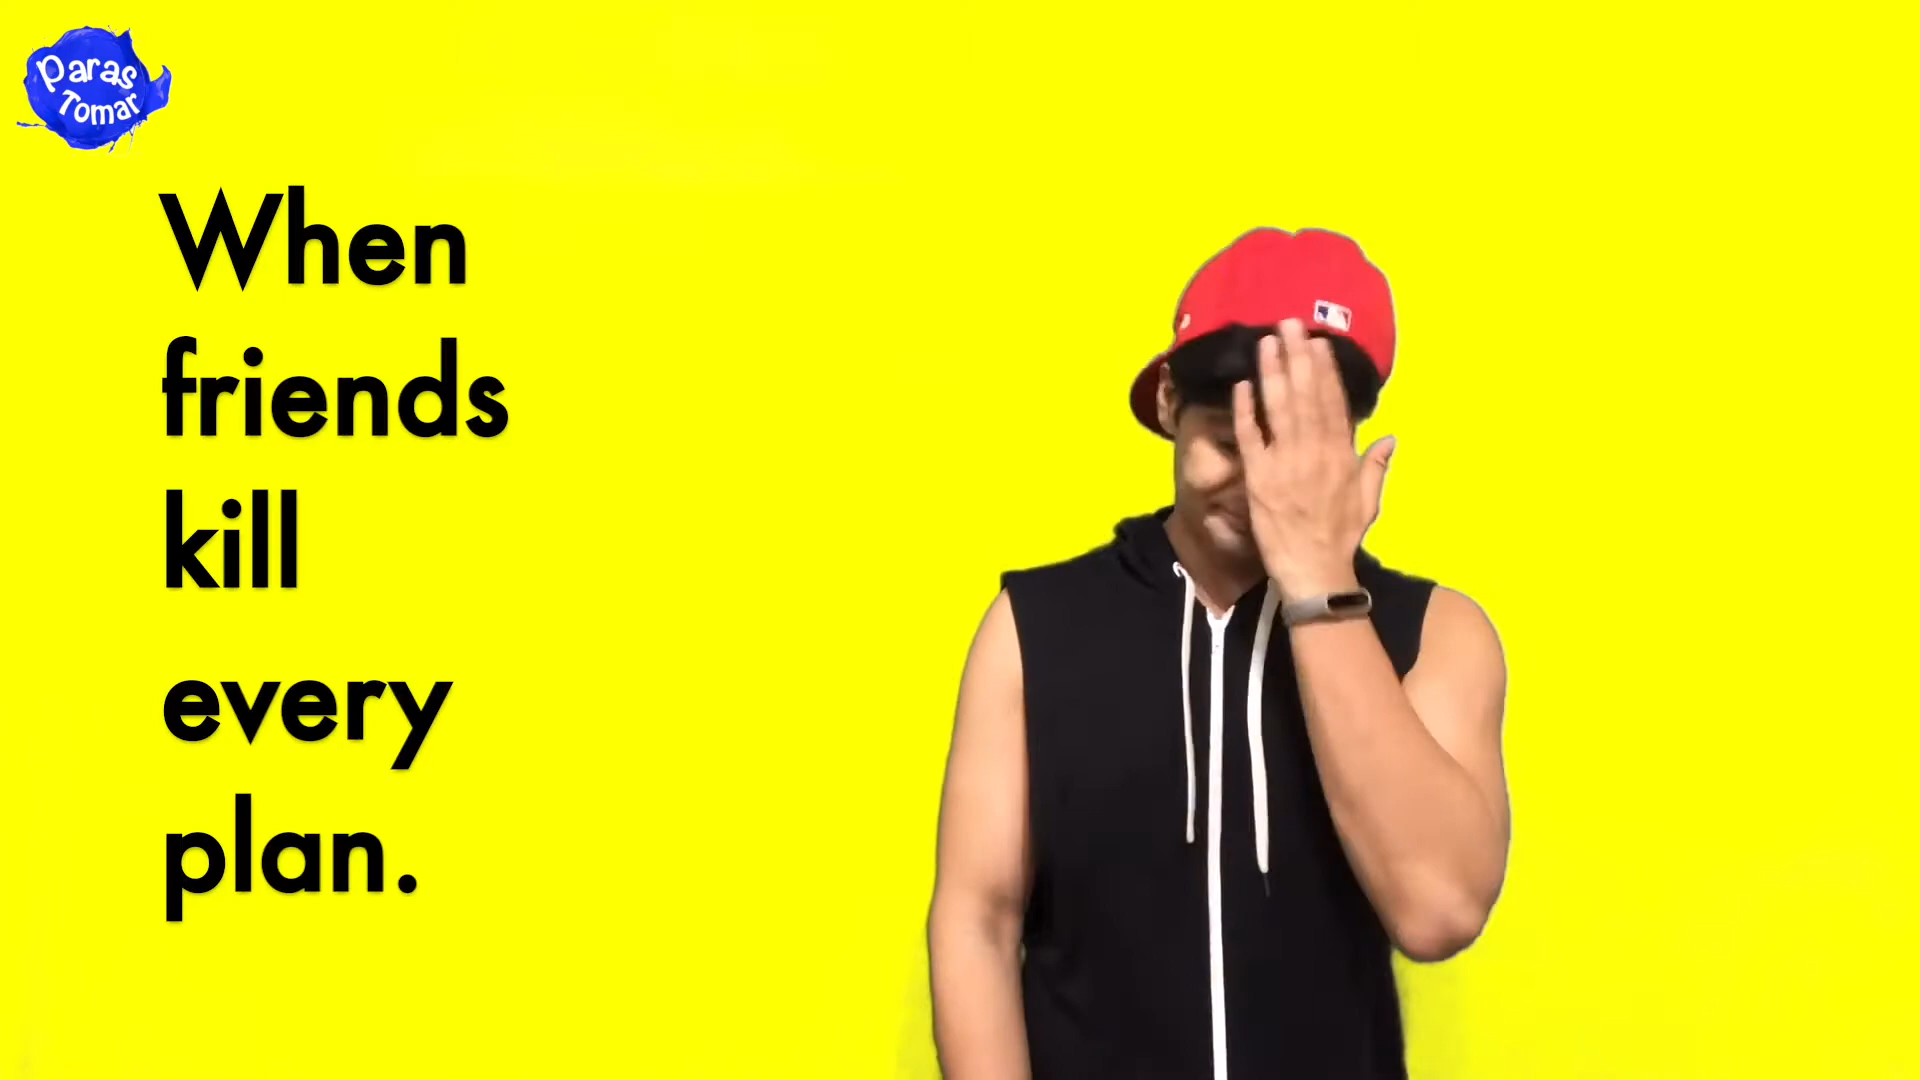 Paras
Tomar
When
friends
kill
every
plan.